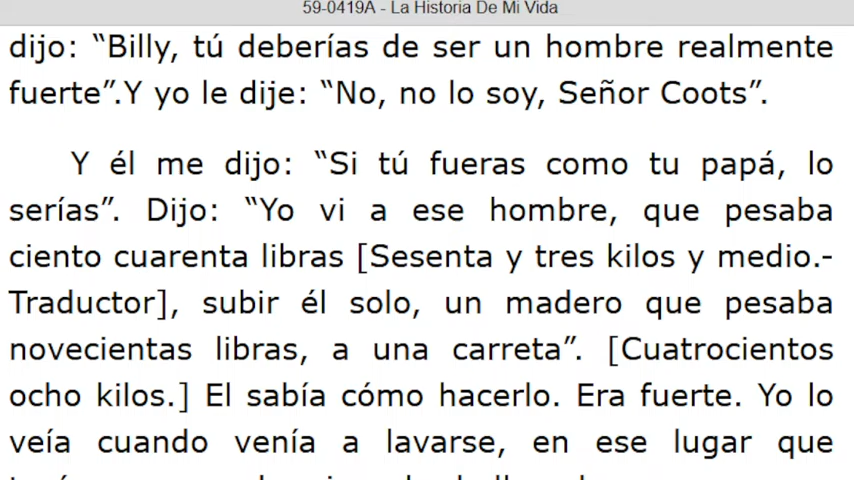 59-0419A - La Historia De Mi Vida
dijo: “Billy, tú deberías de ser un hombre realmente
fuerte”.Y yo le dije: “No, no lo soy, Señor Coots”.
Y él me dijo: “Si tú fueras como tu papá, lo
serías”. Dijo: “Yo vi a ese hombre, que pesaba
ciento cuarenta libras [Sesenta y tres kilos y medio.-
Traductor], subir él solo, un madero que pesaba
novecientas libras, a una carreta”. [Cuatrocientos
ocho kilos.] El sabía cómo hacerlo. Era fuerte. Yo lo
veía cuando venía a lavarse, en ese lugar que